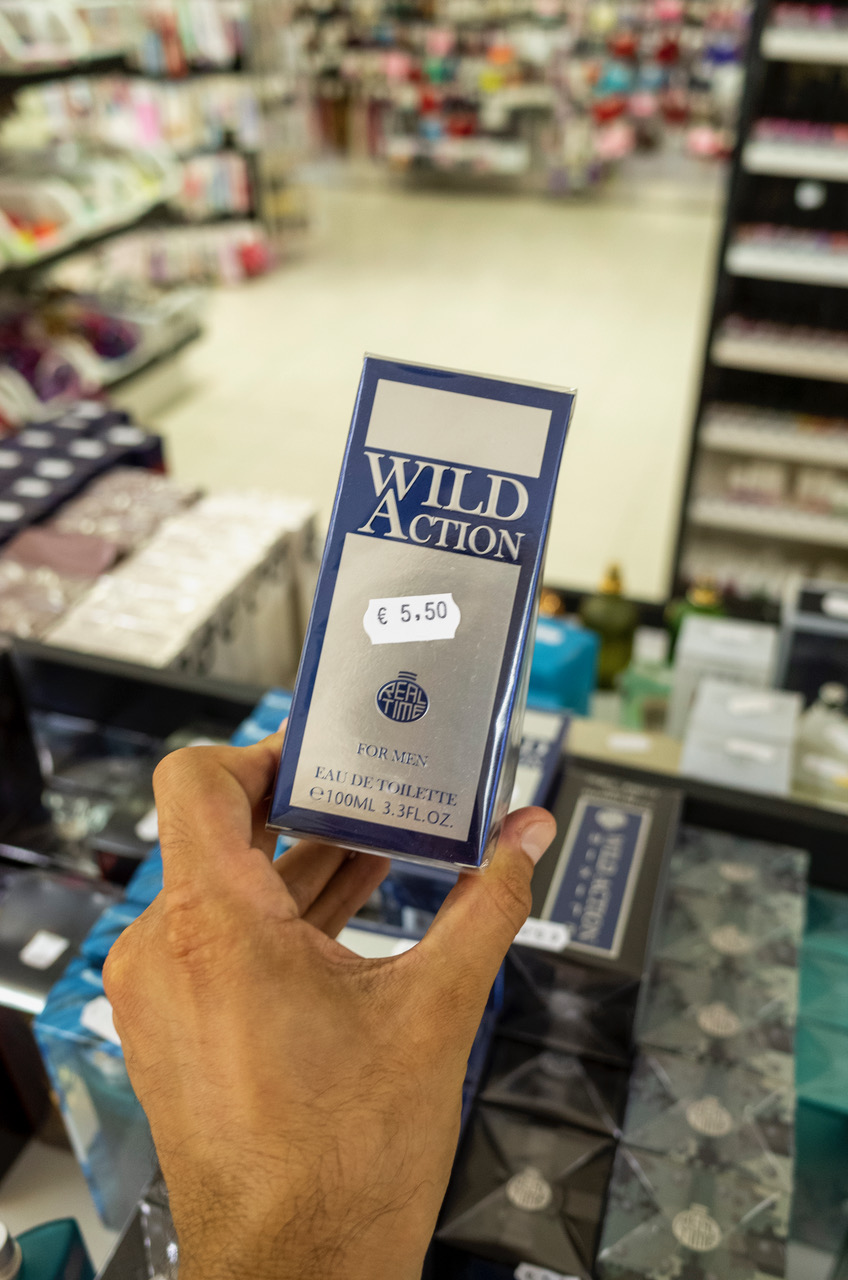 WILD
ACTION
€ 5,50
REAL
TIME
FOR MEN
EAU DE TOILETTE
℮100ML 3.3FL.OZ.
WILD ACTION